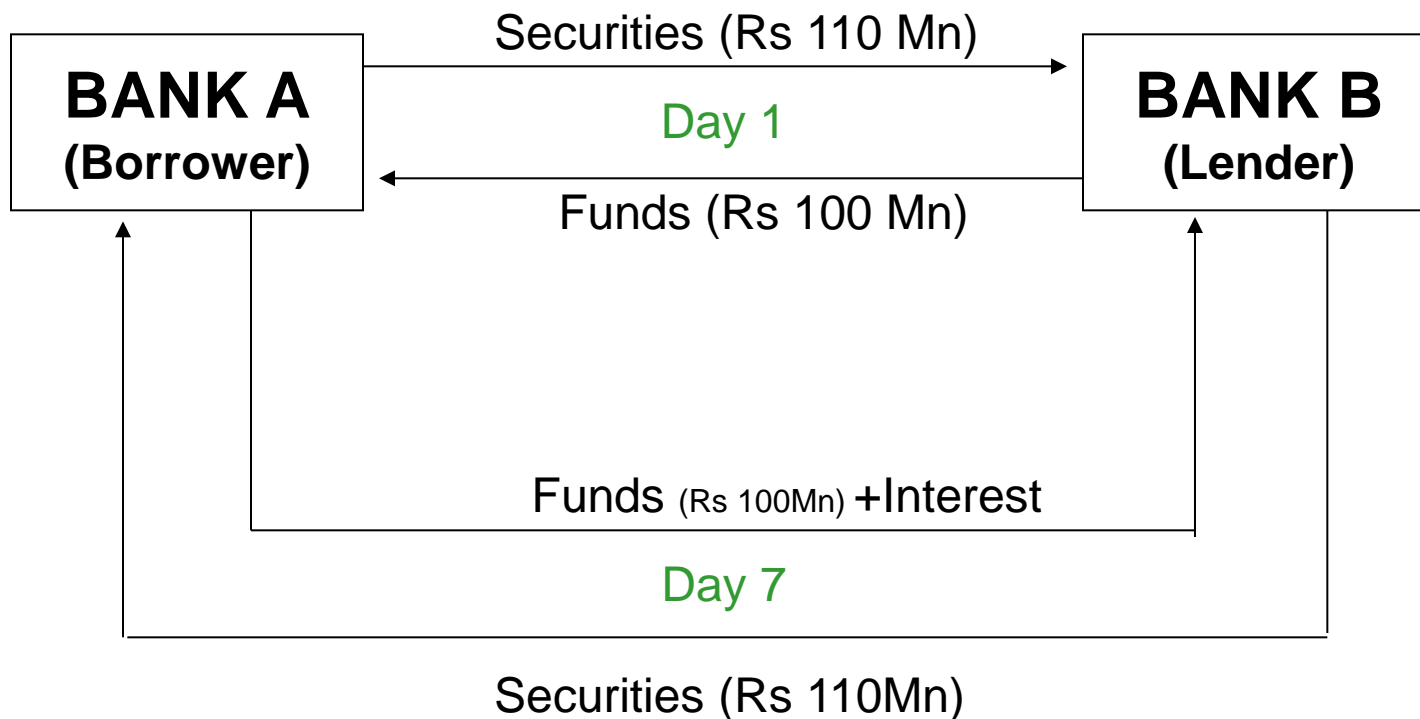 Securities (Rs 110 Mn)
BANK A
(Borrower)
BANK B
(Lender)
Day 1
Funds (Rs 100 Mn)
Funds (Rs 100Mn) +Interest
Day 7
Securities (Rs 110Mn)